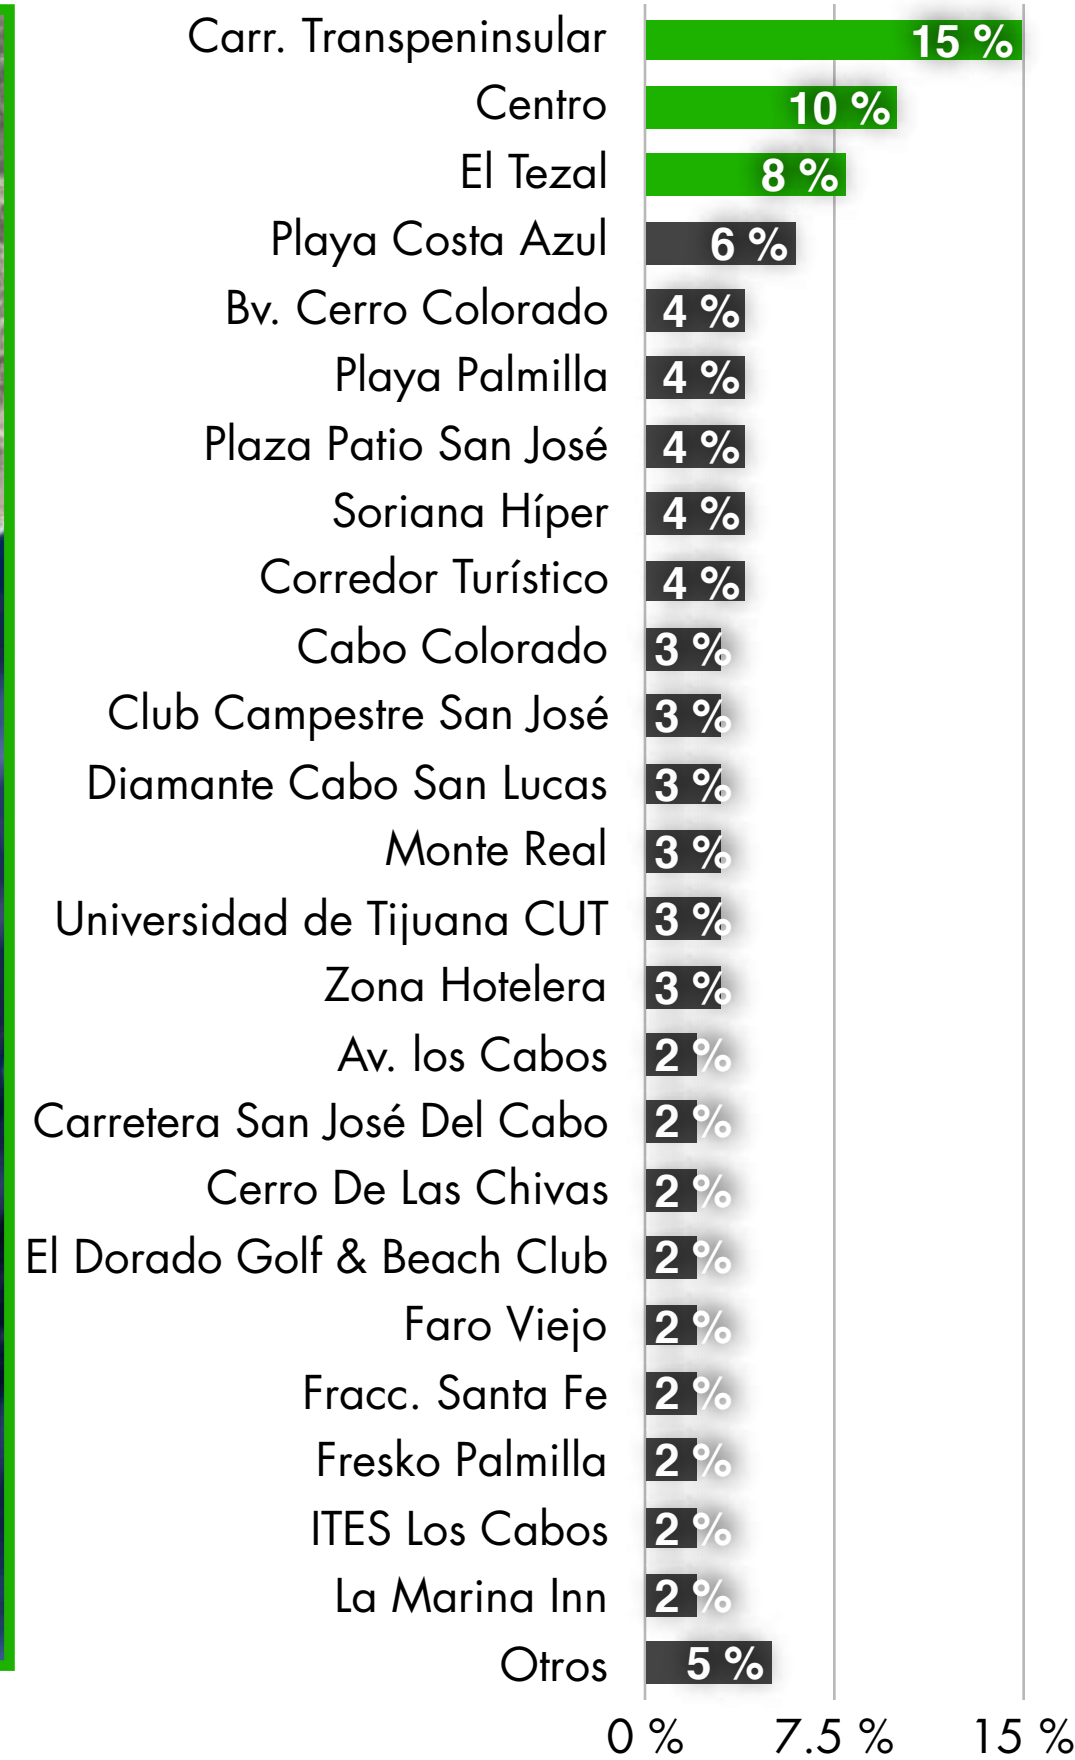 Carr. Transpeninsular 15 %
Centro 10 %
El Tezal 8 %
Playa Costa Azul 6 %
Bv. Cerro Colorado 4 %
Playa Palmilla 4 %
Plaza Patio San José 4 %
Soriana Híper 4 %
Corredor Turístico 4 %
Cabo Colorado 3 %
Club Campestre San José 3 %
Diamante Cabo San Lucas 3 %
Monte Real 3 %
Universidad de Tijuana CUT 3 %
Zona Hotelera 3 %
Av. los Cabos 2 %
Carretera San José Del Cabo 2 %
Cerro De Las Chivas 2 %
El Dorado Golf & Beach Club 2 %
Faro Viejo 2 %
Fracc. Santa Fe 2 %
Fresko Palmilla 2 %
ITES Los Cabos 2 %
La Marina Inn 2 %
Otros 5 %
0 % 7.5 % 15 %